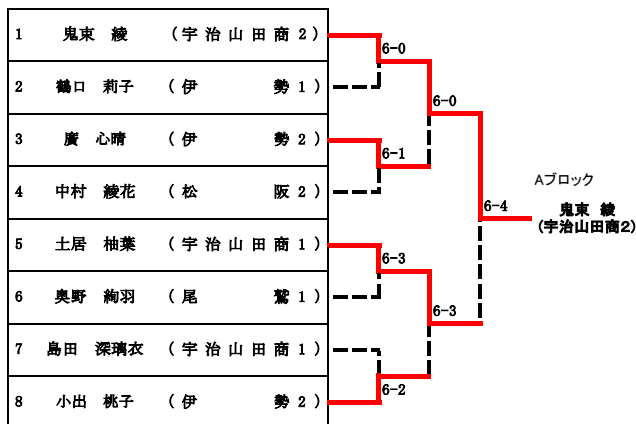 1 鬼東 綾 (宇治山田商2)
6-0
2 鶴口 莉子 (伊 勢1)
6-0
3 廣 心晴 (伊 勢2)
6-1
4 中村 綾花 (松 阪2)
Aブロック
6-4
鬼東 綾
(宇治山田商2)
5 土居 柚葉 (宇治山田商1)
6-3
6 奥野 絢羽 (尾 鷲1)
6-3
7 島田 深璃衣 (宇治山田商1)
6-2
8 小出 桃子 (伊 勢2)